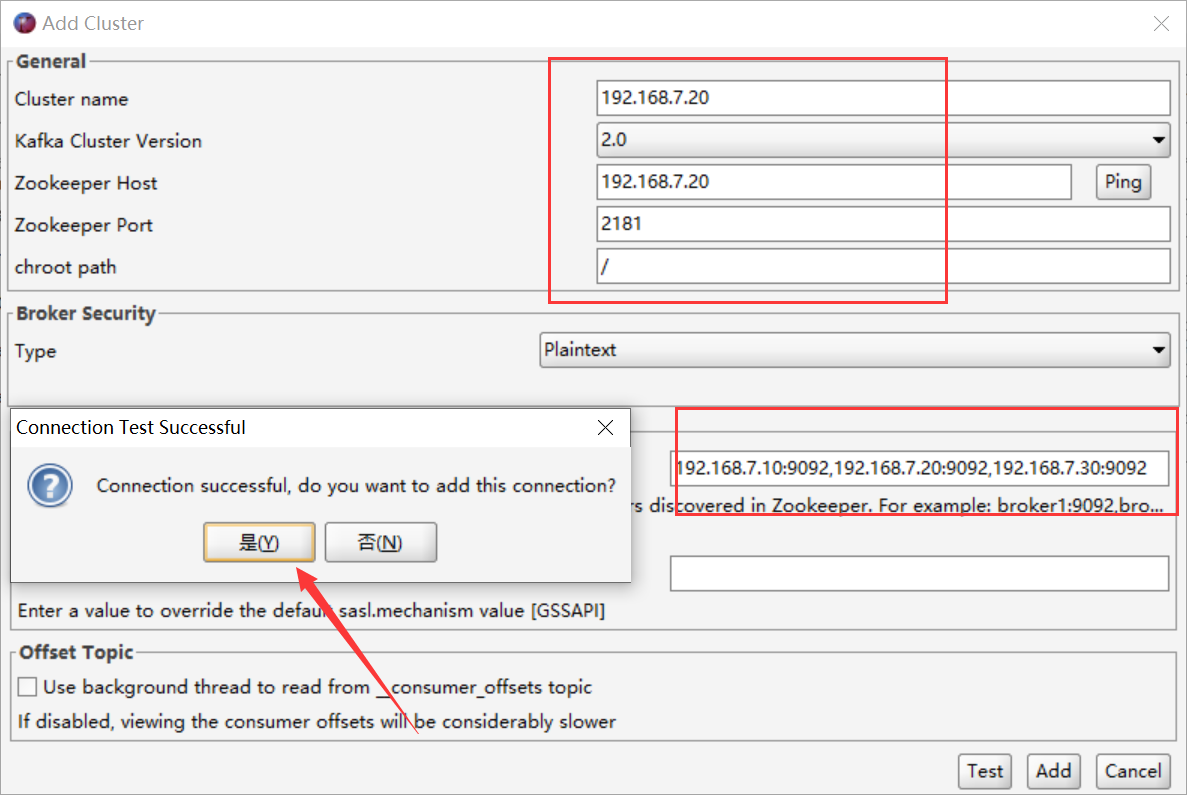 Add Cluster
General
Cluster name
192.168.7.20
Kafka Cluster Version
2.0
Zookeeper Host
192.168.7.20
Ping
Zookeeper Port
2181
chroot path
/
Broker Security
Type
Plaintext
Connection Test Successful
Connection successful, do you want to add this connection?
是(Y)
否(N)
192.168.7.10:9092,192.168.7.20:9092,192.168.7.30:9092
rs discovered in Zookeeper. For example: broker1:9092,bro...
Enter a value to override the default sasl.mechanism value [GSSAPI]
Offset Topic
Use background thread to read from __consumer_offsets topic
If disabled, viewing the consumer offsets will be considerably slower
Test
Add
Cancel